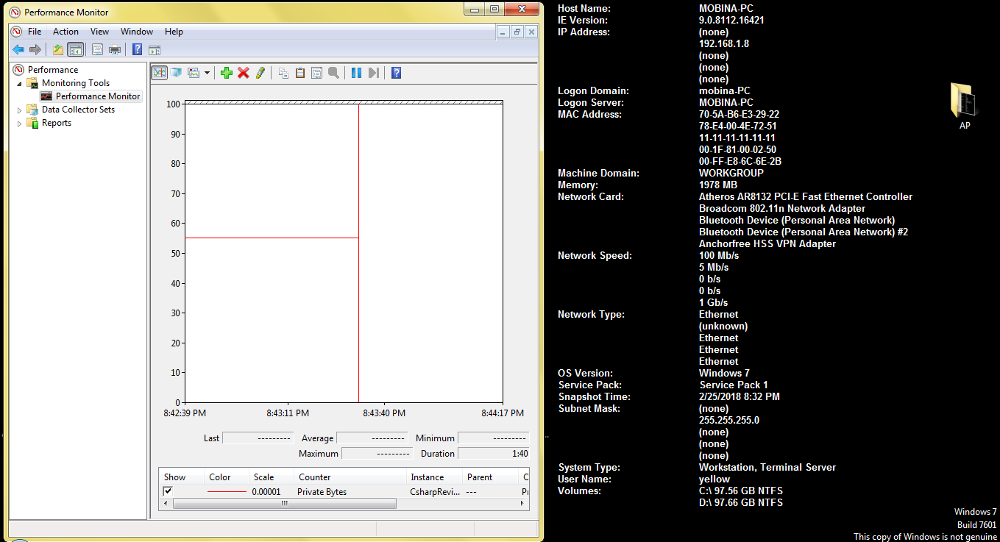 Performance Monitor
File Action View Window Help
Performance
Monitoring Tools
Performance Monitor
Data Collector Sets
Reports
100
90
80
70
60
50
40
30
20
10
0
8:42:39 PM 8:43:11 PM 8:43:40 PM 8:44:17 PM
Last --------- Average --------- Minimum ---------
Maximum --------- Duration 1:40
Show Color Scale Counter Instance Parent C
0.00001 Private Bytes CsharpRevi... ---
Host Name: MOBINA-PC
IE Version: 9.0.8112.16421
IP Address: (none)
192.168.1.8
(none)
(none)
(none)
Logon Domain: mobina-PC
Logon Server: MOBINA-PC
MAC Address: 70-5A-B6-E3-29-22
78-E4-00-4E-72-51
11-11-11-11-11-11
00-1F-81-00-02-50
00-FF-E8-6C-6E-2B
Machine Domain: WORKGROUP
Memory: 1978 MB
Network Card: Atheros AR8132 PCI-E Fast Ethernet Controller
Broadcom 802.11n Network Adapter
Bluetooth Device (Personal Area Network)
Bluetooth Device (Personal Area Network) #2
Anchorfree HSS VPN Adapter
Network Speed: 100 Mb/s
5 Mb/s
0 b/s
0 b/s
1 Gb/s
Network Type: Ethernet
(unknown)
Ethernet
Ethernet
Ethernet
OS Version: Windows 7
Service Pack: Service Pack 1
Snapshot Time: 2/25/2018 8:32 PM
Subnet Mask: (none)
255.255.255.0
(none)
(none)
(none)
System Type: Workstation, Terminal Server
User Name: yellow
Volumes: C:\ 97.56 GB NTFS
D:\ 97.66 GB NTFS
AP
Windows 7
Build 7601
This copy of Windows is not genuine